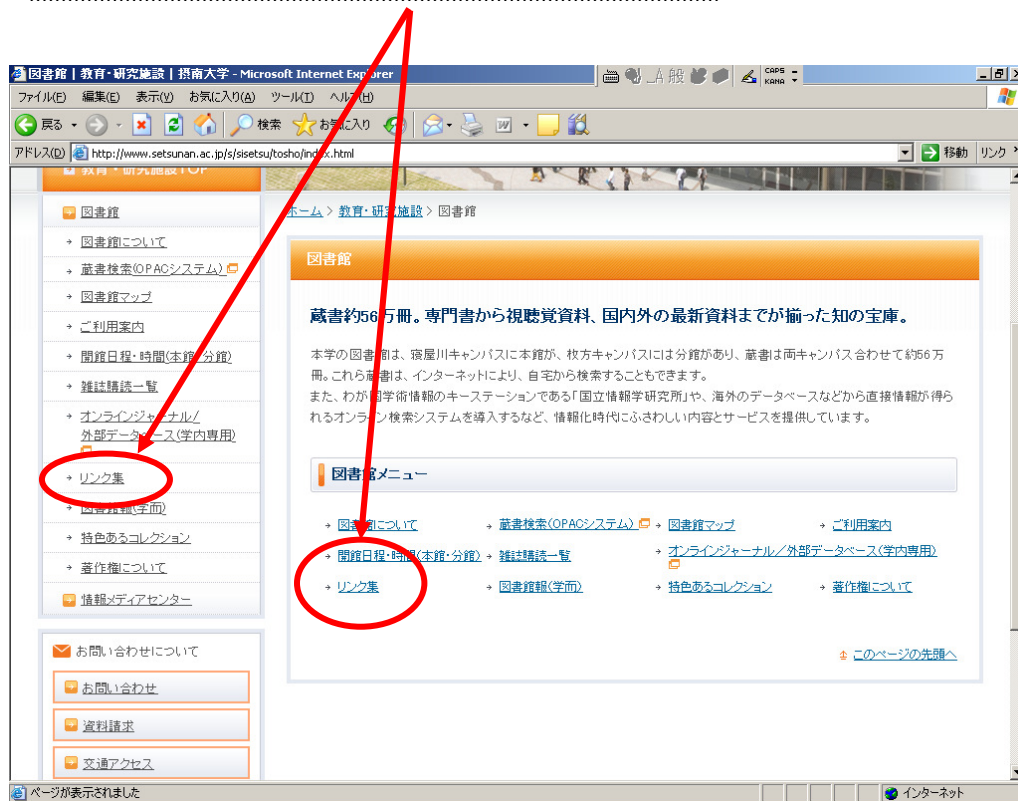 図書館 | 教育・研究施設 | 摂南大学 - Microsoft Internet Explorer
A 般
CAPS
KANA
ファイル(F) 編集(E) 表示(V) お気に入り(A) ツール(T) ヘルプ(H)
戻る 検索 お気に入り
アドレス(D) http://www.setsunan.ac.jp/s/sisetsu/tosho/index.html 移動 リンク
教育・研究施設TOP
図書館
図書館について
蔵書検索(OPACシステム)
図書館マップ
ご利用案内
開館日程・時間(本館・分館)
雑誌購読一覧
オンラインジャーナル/
外部データベース(学内専用)
リンク集
図書館報(学而)
特色あるコレクション
著作権について
情報メディアセンター
お問い合わせについて
お問い合わせ
資料請求
交通アクセス
ホーム > 教育・研究施設 > 図書館
図書館
蔵書約56万冊。専門書から視聴覚資料、国内外の最新資料までが揃った知の宝庫。
本学の図書館は、寝屋川キャンパスに本館が、枚方キャンパスには分館があり、蔵書は両キャンパス合わせて約56万
冊。これら蔵書は、インターネットにより、自宅から検索することもできます。
また、わが国学術情報のキーステーションである「国立情報学研究所」や、海外のデータベースなどから直接情報が得ら
れるオンライン検索システムを導入するなど、情報化時代にふさわしい内容とサービスを提供しています。
図書館メニュー
図書館について 蔵書検索(OPACシステム) 図書館マップ ご利用案内
開館日程・時間(本館・分館) 雑誌購読一覧 オンラインジャーナル/外部データベース(学内専用)
リンク集 図書館報(学而) 特色あるコレクション 著作権について
このページの先頭へ
ページが表示されました インターネット